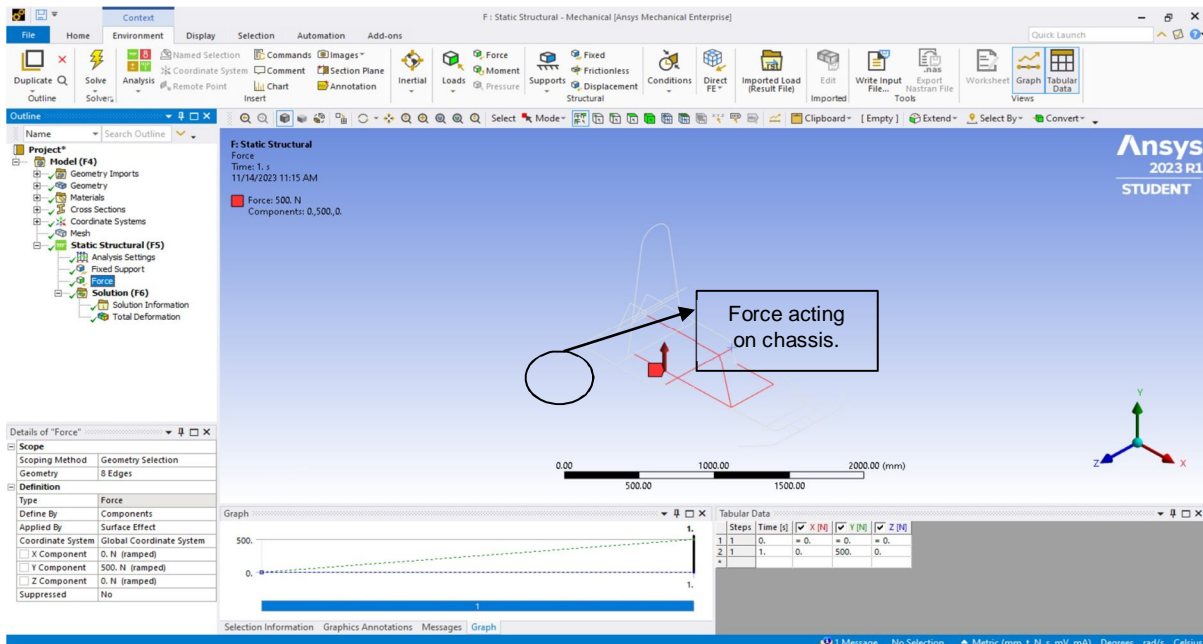 Context
F : Static Structural - Mechanical [Ansys Mechanical Enterprise]
File Home Environment Display Selection Automation Add-ons
Quick Launch
Duplicate Q
Outline
Solve
Solvers
Analysis
Named Selection
Coordinate System
Remote Point
Commands
Comment
Chart
Images
Section Plane
Annotation
Insert
Inertial
Loads
Force
Moment
Pressure
Supports
Fixed
Frictionless
Displacement
Structural
Conditions
Direct
FE
Imported Load
(Result File)
Edit
Imported
Write Input
File...
Export
Nastran File
.nas
Tools
Worksheet
Graph
Tabular
Data
Views
Outline
Name Search Outline
Select Mode Clipboard [ Empty ] Extend Select By Convert
Project*
Model (F4)
Geometry Imports
Geometry
Materials
Cross Sections
Coordinate Systems
Mesh
Static Structural (F5)
Analysis Settings
Fixed Support
Force
Solution (F6)
Solution Information
Total Deformation
F: Static Structural
Force
Time: 1. s
11/14/2023 11:15 AM
Force: 500. N
Components: 0.,500.,0.
Ansys
2023 R1
STUDENT
Force acting
on chassis.
0.00 1000.00 2000.00 (mm)
500.00 1500.00
Y
Z
X
Details of "Force"
Scope
Scoping Method Geometry Selection
Geometry 8 Edges
Definition
Type Force
Define By Components
Applied By Surface Effect
Coordinate System Global Coordinate System
X Component 0. N (ramped)
Y Component 500. N (ramped)
Z Component 0. N (ramped)
Suppressed No
Graph
1.
500.
0.
1.
1
Selection Information Graphics Annotations Messages Graph
Tabular Data
Steps Time [s] X [N] Y [N] Z [N]
1 1 0. = 0. = 0. = 0.
2 1 1. 0. 500. 0.
*
1 Message No Selection Metric (mm, t, N, s, mV, mA) Degrees rad/s Celsius